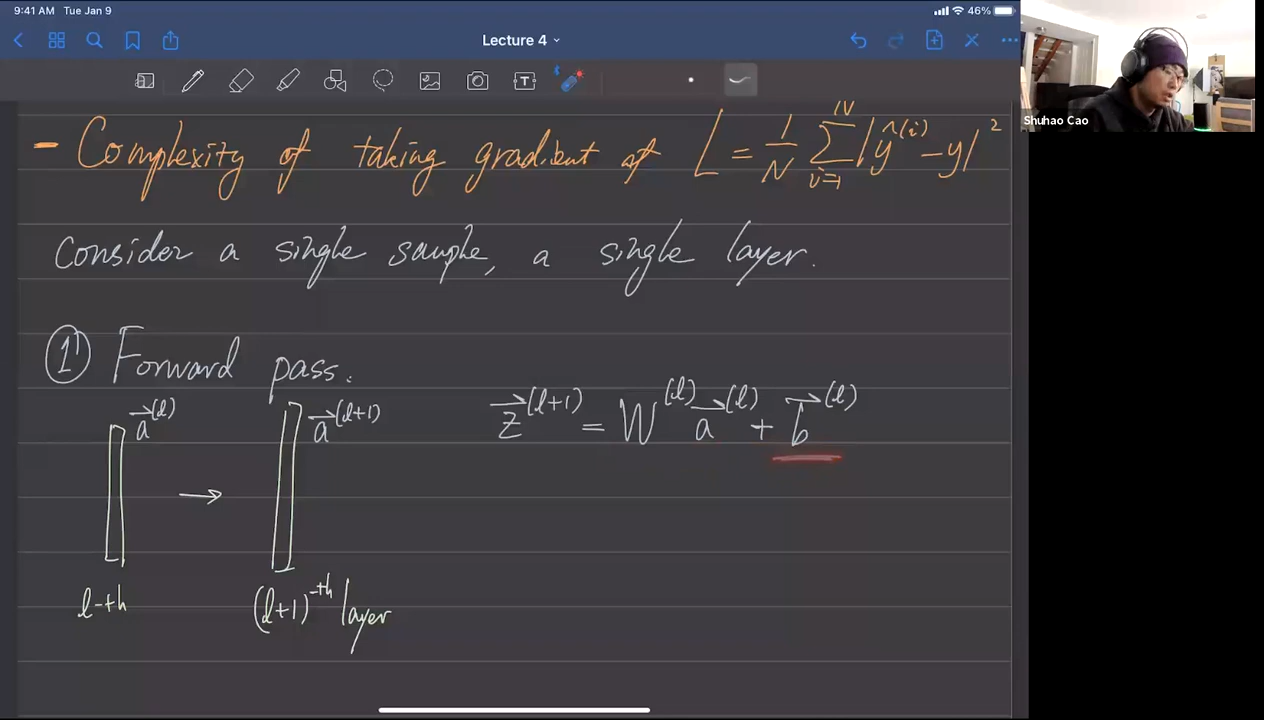 9:41 AM Tue Jan 9
46%
Lecture 4
Shuhao Cao
- Complexity of taking gradient of L = 1/N ∑_{i=1}^{N} |ŷ^{(i)} - y|^2
Consider a single sample, a single layer.
① Forward pass.
a⃗^{(l)} a⃗^{(l+1)} z⃗^{(l+1)} = W^{(l)} a⃗^{(l)} + b⃗^{(l)}
→
l-th (l+1)^{-th} layer